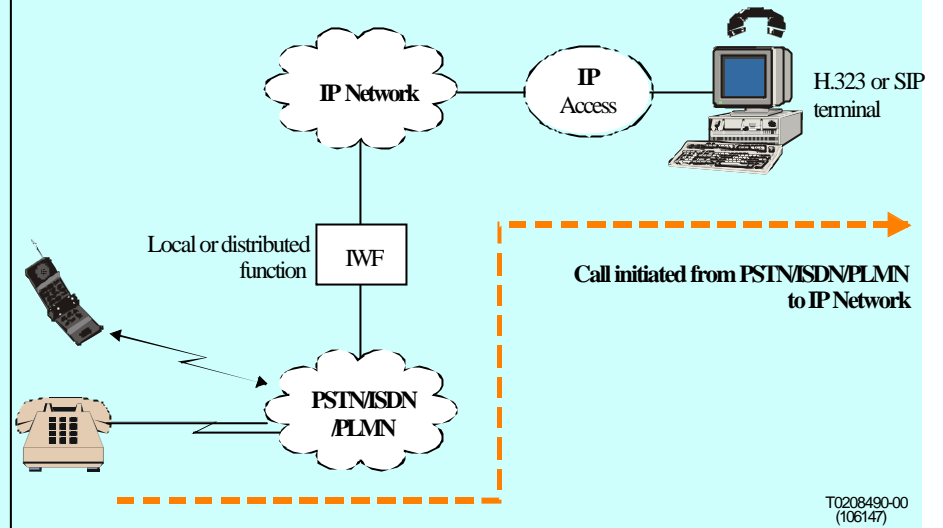 IP Network
IP
Access
H.323 or SIP
terminal
Local or distributed
function
IWF
Call initiated from PSTN/ISDN/PLMN
to IP Network
PSTN/ISDN
/PLMN
T0208490-00
(106147)